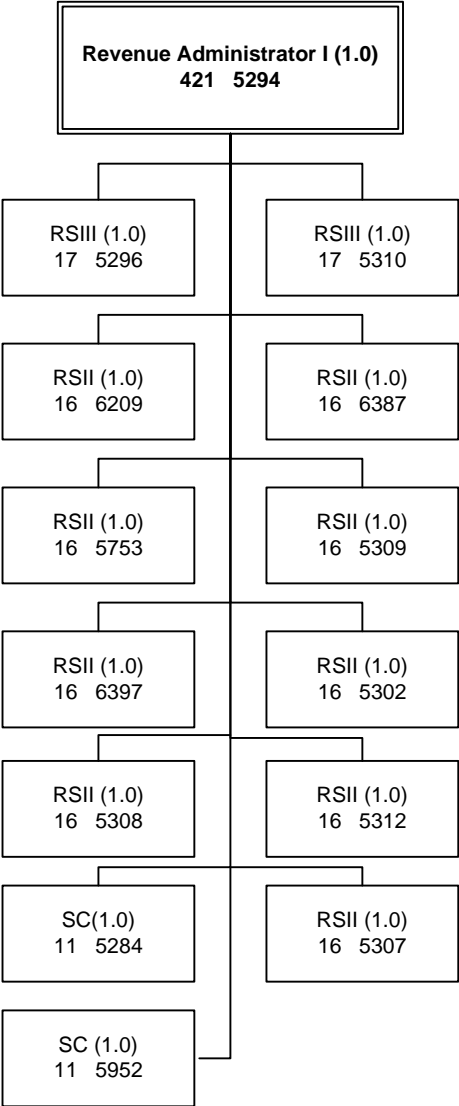 Revenue Administrator I (1.0)
421 5294
RSIII (1.0)
17 5296
RSIII (1.0)
17 5310
RSII (1.0)
16 6209
RSII (1.0)
16 6387
RSII (1.0)
16 5753
RSII (1.0)
16 5309
RSII (1.0)
16 6397
RSII (1.0)
16 5302
RSII (1.0)
16 5308
RSII (1.0)
16 5312
SC(1.0)
11 5284
RSII (1.0)
16 5307
SC (1.0)
11 5952